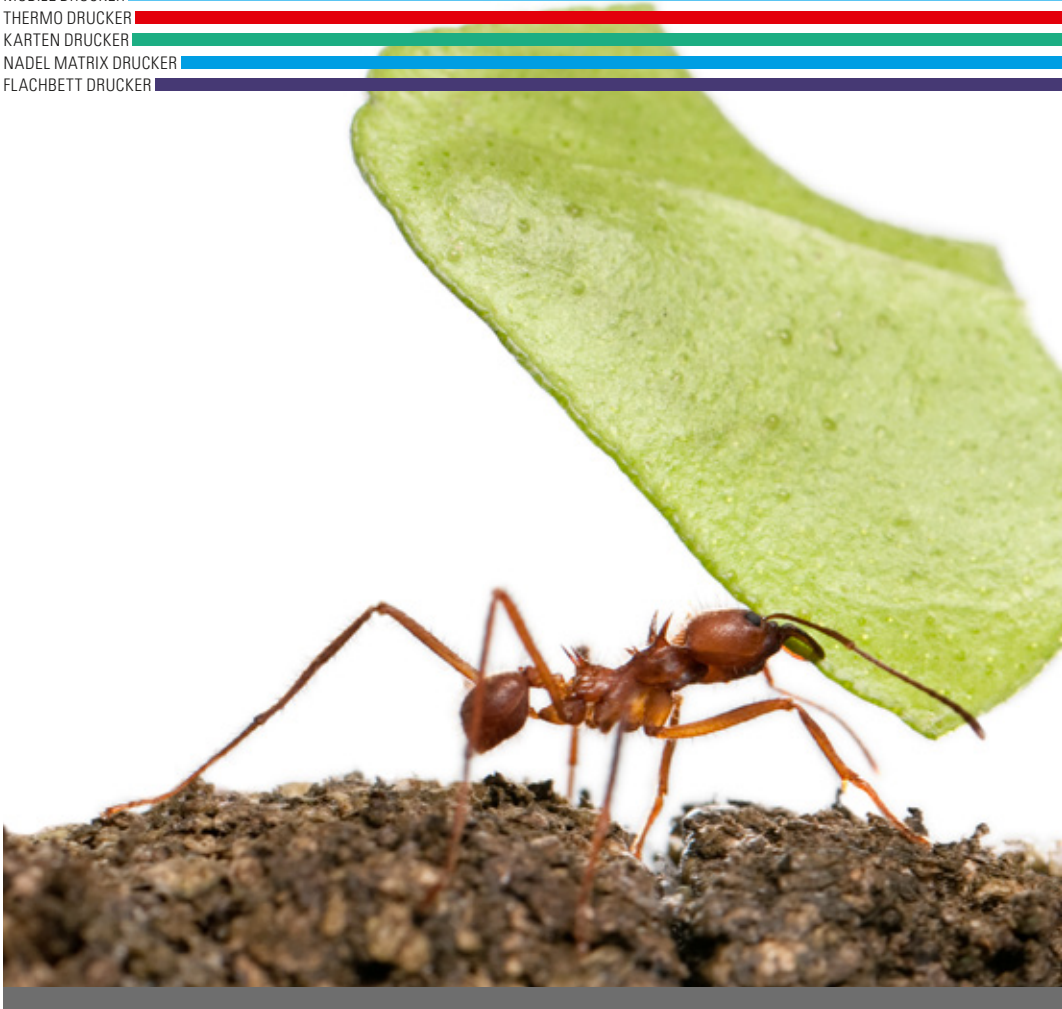 THERMO DRUCKER
KARTEN DRUCKER
NADEL MATRIX DRUCKER
FLACHBETT DRUCKER